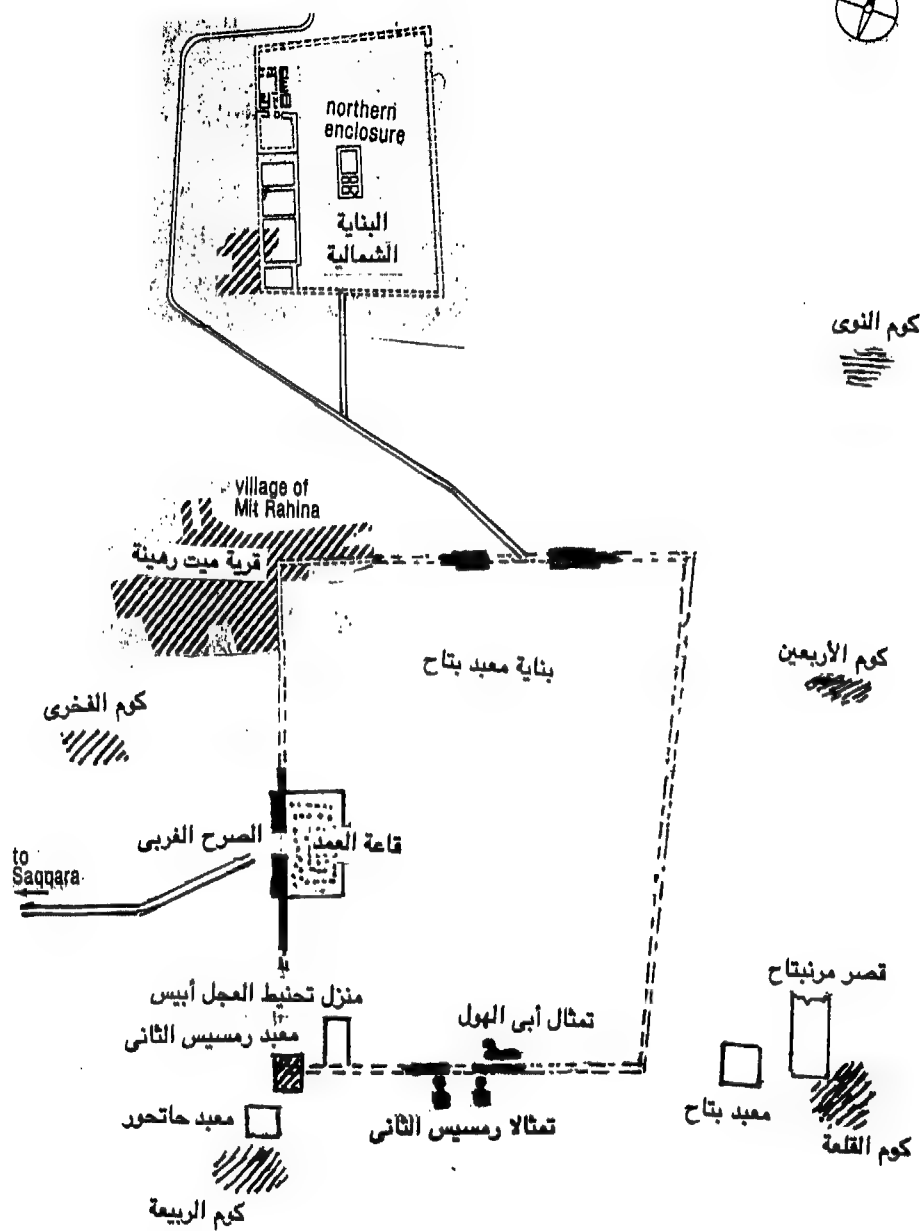 northern
enclosure
البناية
الشمالية
كوم النوى
village of
Mit Rahina
قرية ميت رهينة
بناية معبد بتاح
كوم الأربعين
كوم الفخرى
الصرح الغربى
قاعة العمد
to
Saqqara
قصر مرنبتاح
منزل تحنيط العجل أبيس
تمثال أبى الهول
معبد رمسيس الثانى
معبد بتاح
معبد حاتحور
تمثالا رمسيس الثانى
كوم القلعة
كوم الربيعة